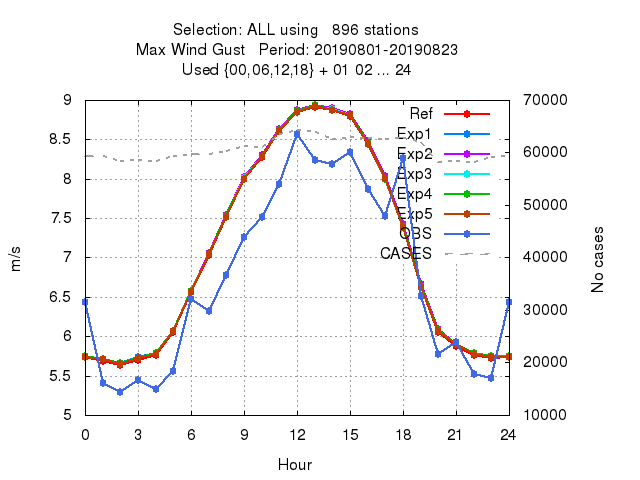 Selection: ALL using 896 stations
Max Wind Gust Period: 20190801-20190823
Used {00,06,12,18} + 01 02 ... 24
9 70000
Ref
8.5 Exp1 60000
Exp2
8 Exp3
Exp4 50000
7.5 Exp5
OBS
7 CASES 40000
m/s No cases
6.5 30000
6 20000
5.5
5 10000
0 3 6 9 12 15 18 21 24
Hour